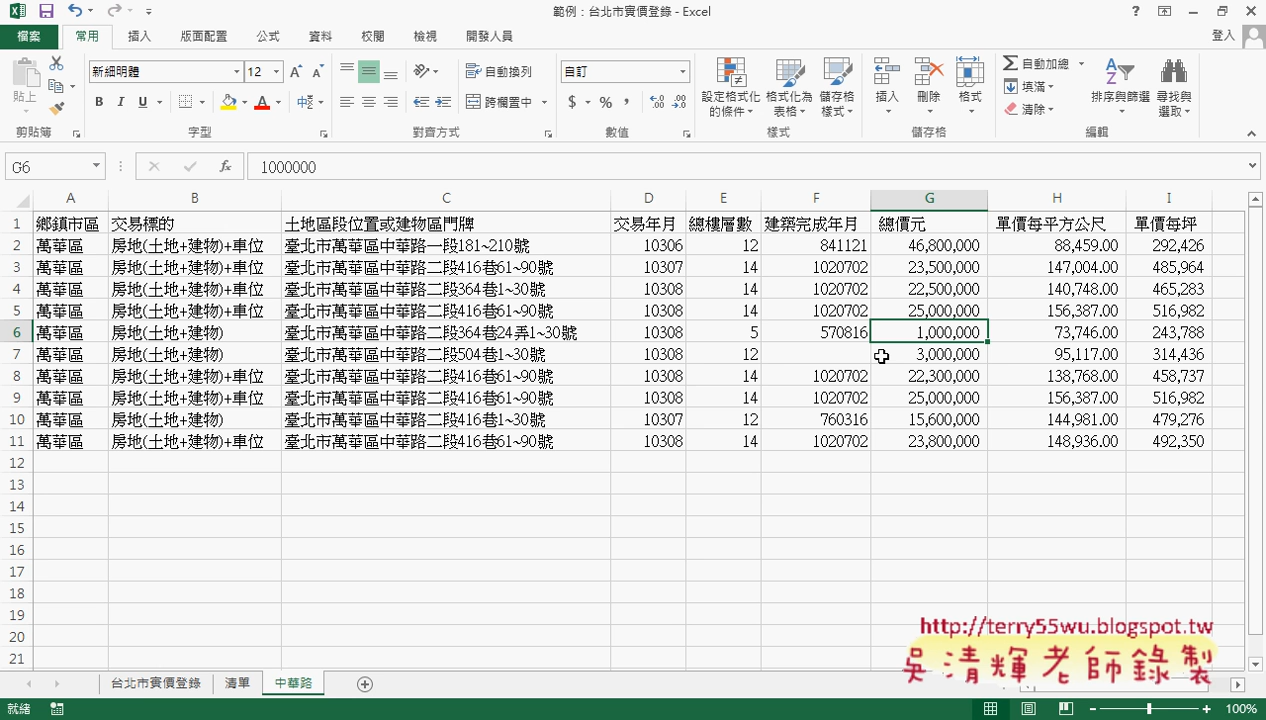 範例：台北市實價登錄 - Excel
檔案 常用 插入 版面配置 公式 資料 校閱 檢視 開發人員 登入
貼上 剪貼簿
新細明體 12 B I U 中 字型
自動換列 跨欄置中 對齊方式
自訂 $ % , 數值
設定格式化的條件 格式化為表格 儲存格樣式 樣式
插入 刪除 格式 儲存格
自動加總 填滿 清除 排序與篩選 尋找與選取 編輯
G6 fx 1000000
A B C D E F G H I
1 鄉鎮市區 交易標的 土地區段位置或建物區門牌 交易年月 總樓層數 建築完成年月 總價元 單價每平方公尺 單價每坪
2 萬華區 房地(土地+建物)+車位 臺北市萬華區中華路一段181~210號 10306 12 841121 46,800,000 88,459.00 292,426
3 萬華區 房地(土地+建物)+車位 臺北市萬華區中華路二段416巷61~90號 10307 14 1020702 23,500,000 147,004.00 485,964
4 萬華區 房地(土地+建物)+車位 臺北市萬華區中華路二段364巷1~30號 10308 14 1020702 22,500,000 140,748.00 465,283
5 萬華區 房地(土地+建物)+車位 臺北市萬華區中華路二段416巷61~90號 10308 14 1020702 25,000,000 156,387.00 516,982
6 萬華區 房地(土地+建物) 臺北市萬華區中華路二段364巷24弄1~30號 10308 5 570816 1,000,000 73,746.00 243,788
7 萬華區 房地(土地+建物) 臺北市萬華區中華路二段504巷1~30號 10308 12 3,000,000 95,117.00 314,436
8 萬華區 房地(土地+建物)+車位 臺北市萬華區中華路二段416巷61~90號 10308 14 1020702 22,300,000 138,768.00 458,737
9 萬華區 房地(土地+建物)+車位 臺北市萬華區中華路二段416巷61~90號 10308 14 1020702 25,000,000 156,387.00 516,982
10 萬華區 房地(土地+建物) 臺北市萬華區中華路二段416巷1~30號 10307 12 760316 15,600,000 144,981.00 479,276
11 萬華區 房地(土地+建物)+車位 臺北市萬華區中華路二段416巷61~90號 10308 14 1020702 23,800,000 148,936.00 492,350
12
13
14
15
16
17
18
19
20
21
http://terry55wu.blogspot.tw
吳清輝老師錄製
台北市實價登錄 清單 中華路
就緒 100%